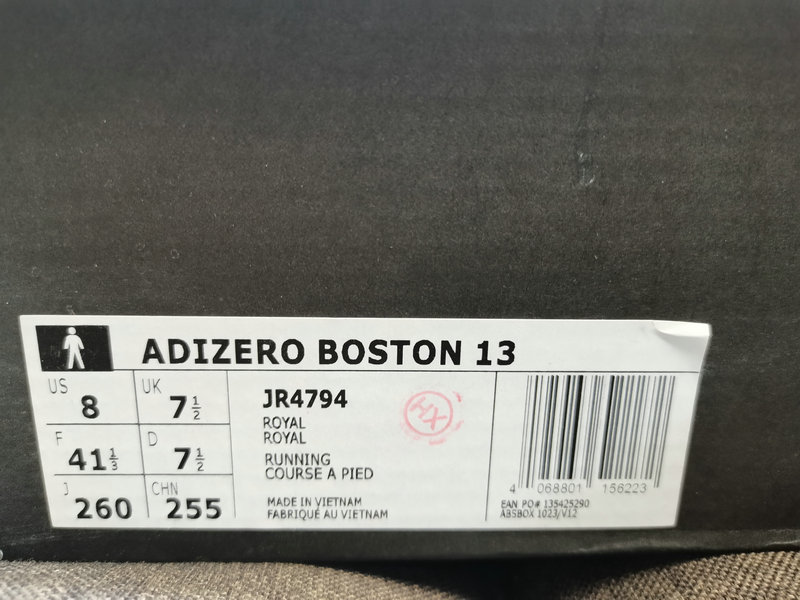 ADIZERO BOSTON 13
US 8 UK 7 1/2
F 41 1/3 D 7 1/2
J 260 CHN 255
JR4794
ROYAL
ROYAL
RUNNING
COURSE A PIED
MADE IN VIETNAM
FABRIQUÉ AU VIETNAM
HX
4 068801 156223
EAN PO# 135425290
ABSBOX 1023/V12